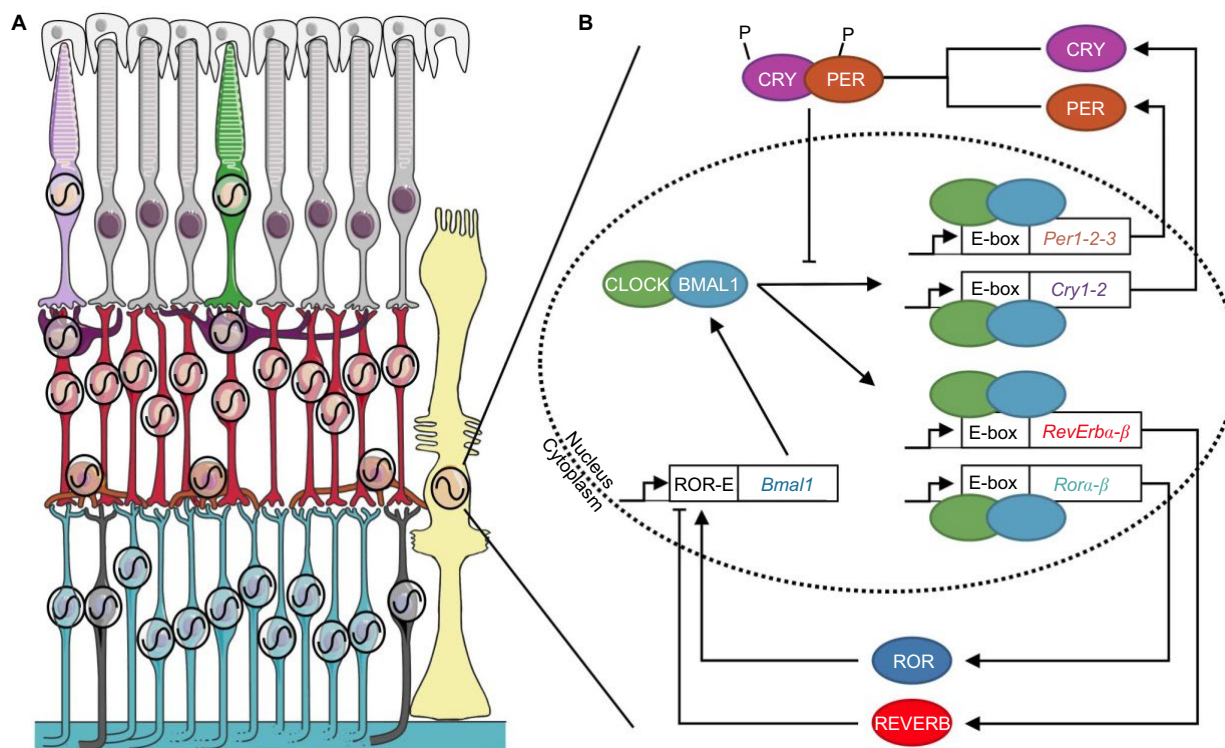 A
B
P
P
CRY
PER
CRY
PER
E-box Per1-2-3
CLOCK BMAL1
E-box Cry1-2
E-box RevErbα-β
Nucleus
Cytoplasm
ROR-E Bmal1
E-box Rorα-β
ROR
REVERB